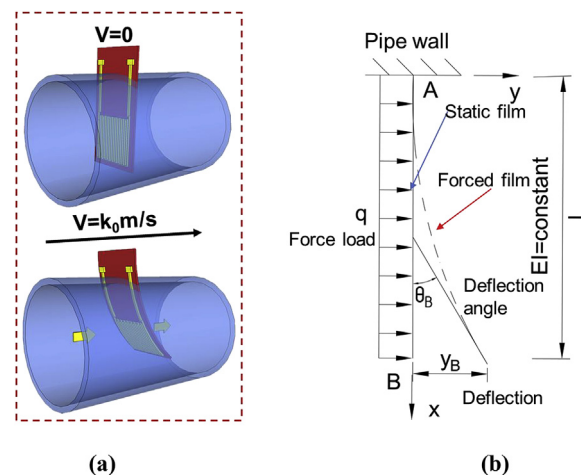 V=0
V=k₀m/s
(a)
Pipe wall
A
y
Static film
Forced film
q
Force load
EI=constant
l
θB
Deflection
angle
B
yB
x
Deflection
(b)